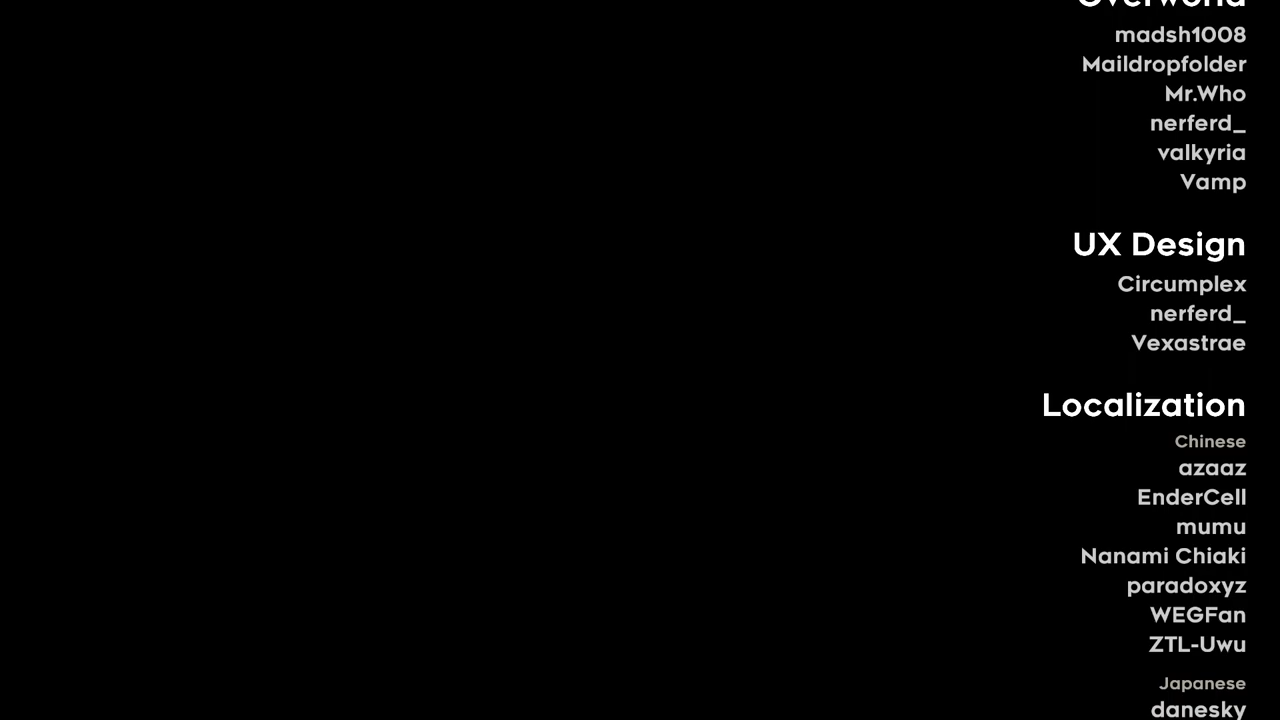 Overworld
madsh1008
Maildropfolder
Mr.Who
nerferd_
valkyria
Vamp
UX Design
Circumplex
nerferd_
Vexastrae
Localization
Chinese
azaaz
EnderCell
mumu
Nanami Chiaki
paradoxyz
WEGFan
ZTL-Uwu
Japanese
danesky